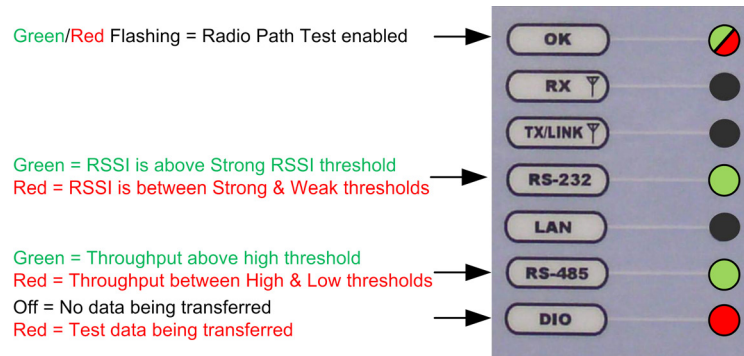 Green/Red Flashing = Radio Path Test enabled
OK
RX
TX/LINK
Green = RSSI is above Strong RSSI threshold
Red = RSSI is between Strong & Weak thresholds
RS-232
LAN
Green = Throughput above high threshold
Red = Throughput between High & Low thresholds
RS-485
Off = No data being transferred
Red = Test data being transferred
DIO